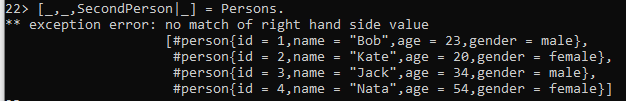 22> [_,_,SecondPerson|_] = Persons.
** exception error: no match of right hand side value
[#person{id = 1,name = "Bob",age = 23,gender = male},
#person{id = 2,name = "Kate",age = 20,gender = female},
#person{id = 3,name = "Jack",age = 34,gender = male},
#person{id = 4,name = "Nata",age = 54,gender = female}]